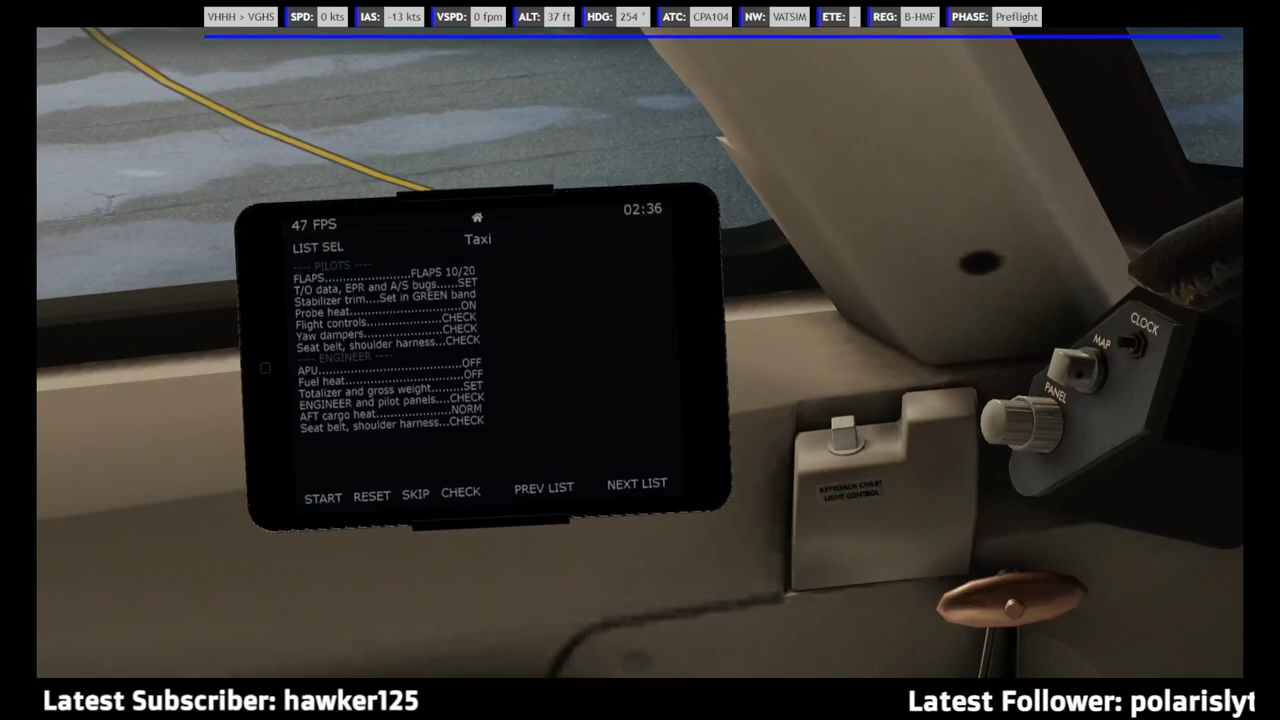 VHHH > VGHS SPD: 0 kts IAS: -13 kts VSPD: 0 fpm ALT: 37 ft HDG: 254 ° ATC: CPA104 NW: VATSIM ETE: - REG: B-HMF PHASE: Preflight
47 FPS 02:36
LIST SEL Taxi
---- PILOTS ----
FLAPS......................FLAPS 10/20
T/O data, EPR and A/S bugs.....SET
Stabilizer trim....Set in GREEN band
Probe heat............................ON
Flight controls...................CHECK
Yaw dampers...................CHECK
Seat belt, shoulder harness...CHECK
---- ENGINEER ----
APU.....................................OFF
Fuel heat..............................OFF
Totalizer and gross weight........SET
ENGINEER and pilot panels....CHECK
AFT cargo heat...................NORM
Seat belt, shoulder harness...CHECK
START RESET SKIP CHECK PREV LIST NEXT LIST
CLOCK
MAP
PANEL
APPROACH CHART
LIGHT CONTROL
Latest Subscriber: hawker125 Latest Follower: polarislyt